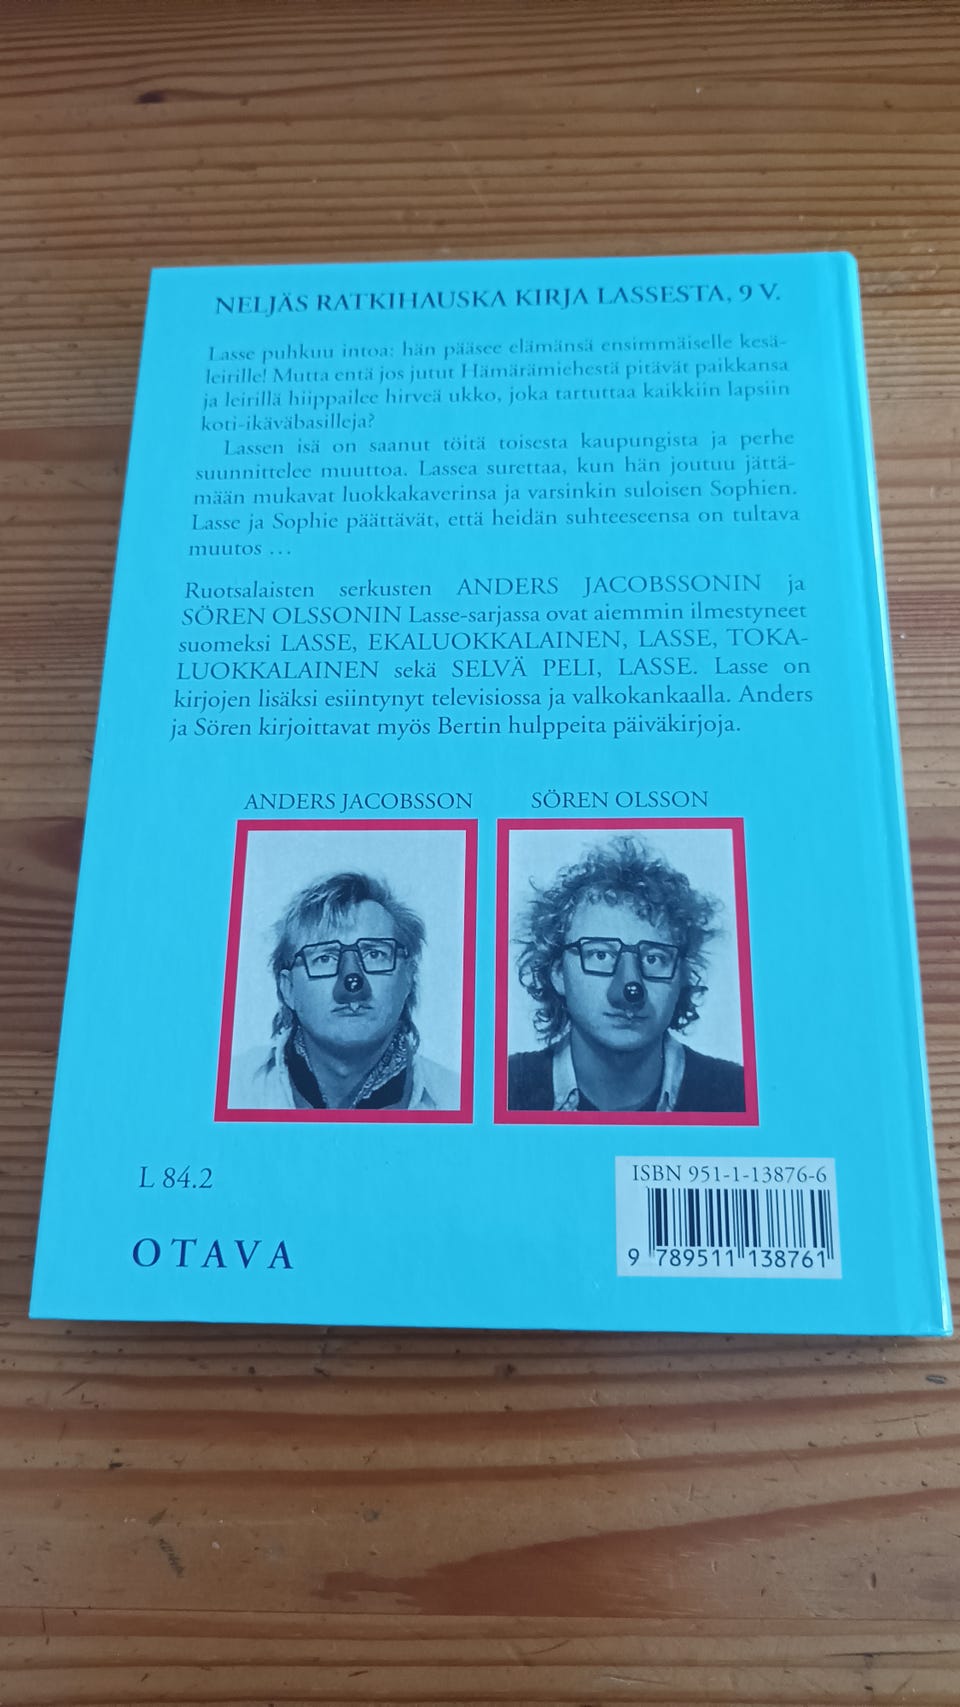 NELJÄS RATKIHAUSKA KIRJA LASSESTA, 9 V.
Lasse puhkuu intoa: hän pääsee elämänsä ensimmäiselle kesä-
leirille! Mutta entä jos jutut Hämärämiehestä pitävät paikkansa
ja leirillä hiippailee hirveä ukko, joka tartuttaa kaikkiin lapsiin
koti-ikäväbasilleja?
Lassen isä on saanut töitä toisesta kaupungista ja perhe
suunnittelee muuttoa. Lassea surettaa, kun hän joutuu jättä-
mään mukavat luokkakaverinsa ja varsinkin suloisen Sophien.
Lasse ja Sophie päättävät, että heidän suhteeseensa on tultava
muutos ...
Ruotsalaisten serkusten ANDERS JACOBSSONIN ja
SÖREN OLSSONIN Lasse-sarjassa ovat aiemmin ilmestyneet
suomeksi LASSE, EKALUOKKALAINEN, LASSE, TOKA-
LUOKKALAINEN sekä SELVÄ PELI, LASSE. Lasse on
kirjojen lisäksi esiintynyt televisiossa ja valkokankaalla. Anders
ja Sören kirjoittavat myös Bertin hulppeita päiväkirjoja.
ANDERS JACOBSSON
SÖREN OLSSON
L 84.2
OTAVA
ISBN 951-1-13876-6
9 789511 138761